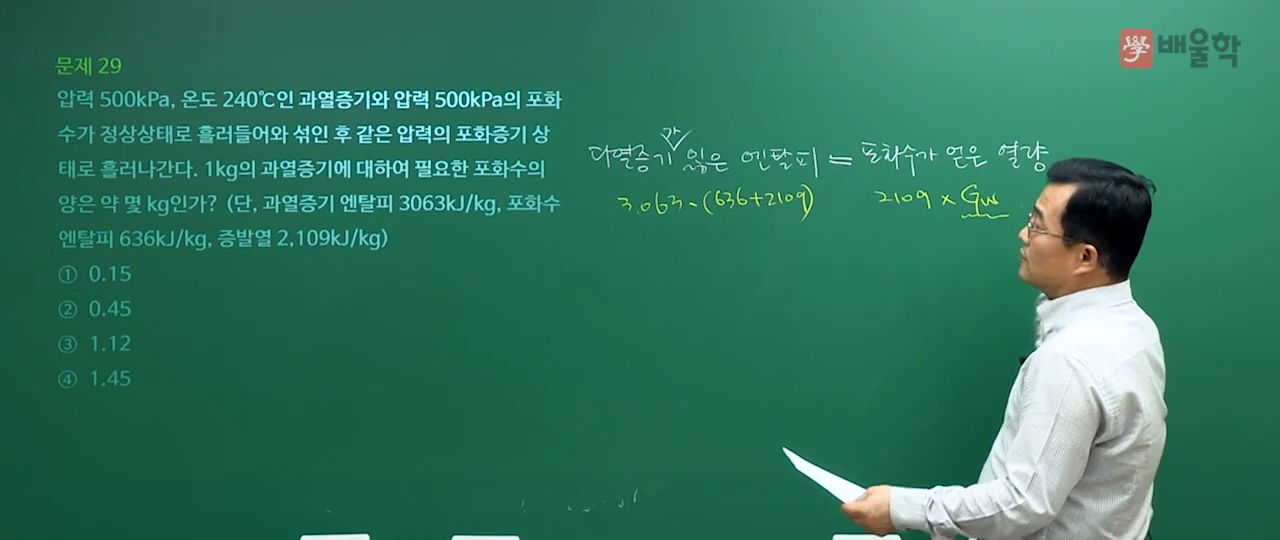 學 배울학
문제 29
압력 500kPa, 온도 240℃인 과열증기와 압력 500kPa의 포화
수가 정상상태로 흘러들어와 섞인 후 같은 압력의 포화증기 상
태로 흘러나간다. 1kg의 과열증기에 대하여 필요한 포화수의
양은 약 몇 kg인가? (단, 과열증기 엔탈피 3063kJ/kg, 포화수
엔탈피 636kJ/kg, 증발열 2,109kJ/kg)
① 0.15
② 0.45
③ 1.12
④ 1.45
과열증기가 잃은 엔탈피 = 포화수가 얻은 열량
3,063-(636+2109) 2109 × Gw